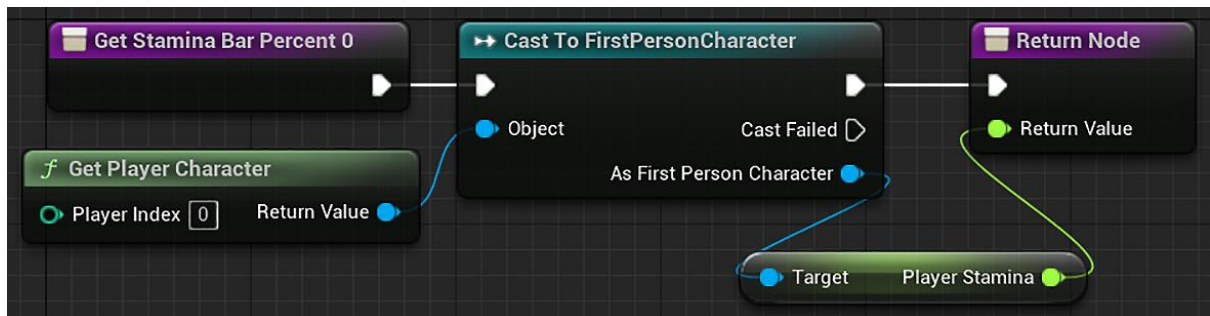 Get Stamina Bar Percent 0
Cast To FirstPersonCharacter
Return Node
Object
Cast Failed
Return Value
Get Player Character
As First Person Character
Player Index 0
Return Value
Target
Player Stamina